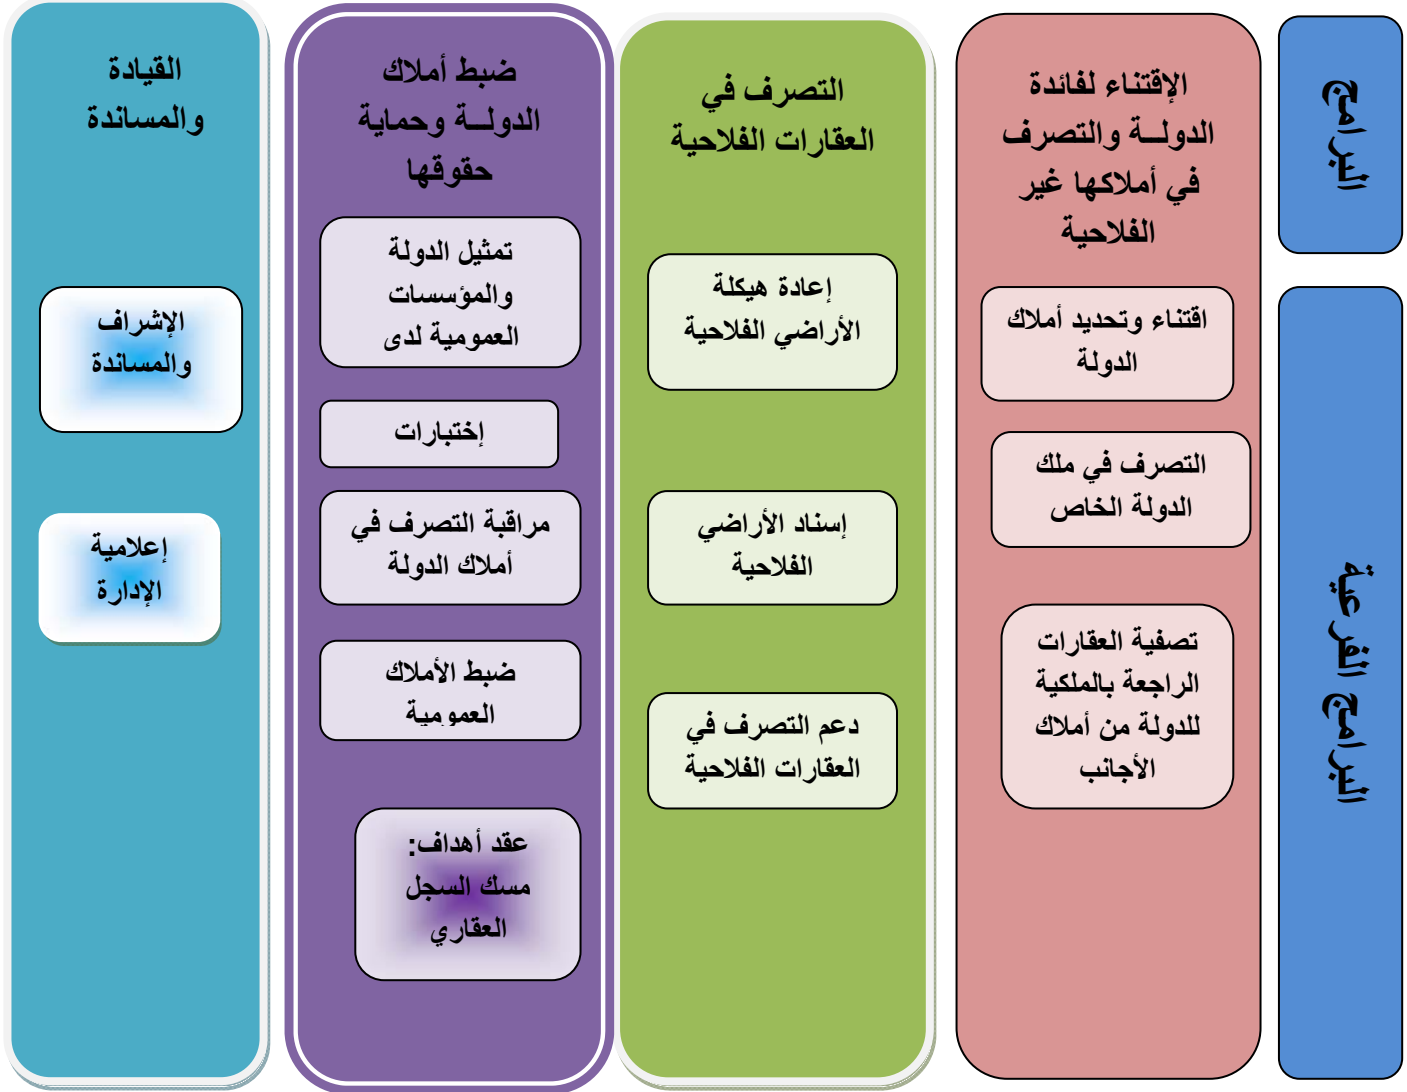 البرامج
البرامج الفرعية
الإقتناء لفائدة
الدولـــة والتصرف
في أملاكها غير
الفلاحية
اقتناء وتحديد أملاك
الدولة
التصرف في ملك
الدولة الخاص
تصفية العقارات
الراجعة بالملكية
للدولة من أملاك
الأجانب
التصرف في
العقارات الفلاحية
إعادة هيكلة
الأراضي الفلاحية
إسناد الأراضي
الفلاحية
دعم التصرف في
العقارات الفلاحية
ضبط أملاك
الدولـــة وحماية
حقوقها
تمثيل الدولة
والمؤسسات
العمومية لدى
إختبارات
مراقبة التصرف في
أملاك الدولة
ضبط الأملاك
العمومية
عقد أهداف:
مسك السجل
العقاري
القيادة
والمساندة
الإشراف
والمساندة
إعلامية
الإدارة